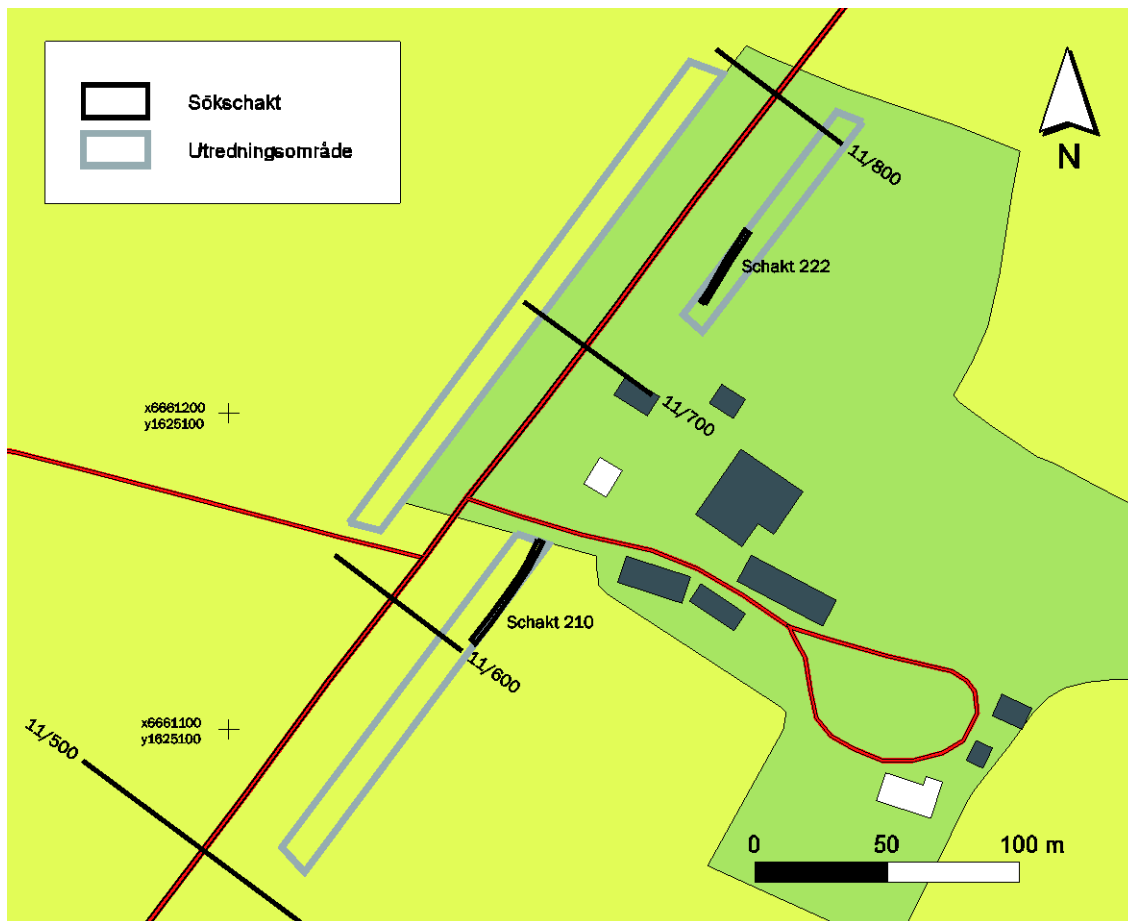 Sökschakt
Utredningsområde
N
11/800
Schakt 222
11/700
x6661200
y1625100
Schakt 210
11/600
x6661100
y1625100
11/500
0 50 100 m